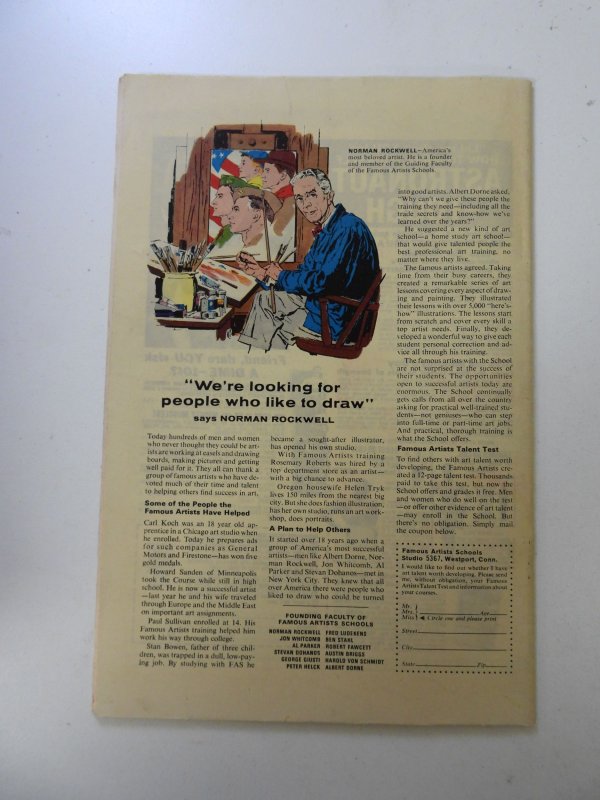 NORMAN ROCKWELL—America's
most beloved artist. He is a founder
and member of the Guiding Faculty
of the Famous Artists Schools.
"We're looking for
people who like to draw"
says NORMAN ROCKWELL
Today hundreds of men and women
who never thought they could be art-
ists are working at easels and drawing
boards, making pictures and getting
well paid for it. They all can thank a
group of famous artists who have de-
voted much of their time and talent
to helping others find success in art.
Some of the People the
Famous Artists Have Helped
Carl Koch was an 18 year old ap-
prentice in a Chicago art studio when
he enrolled. Today he prepares ads
for such companies as General
Motors and Firestone—has won five
gold medals.
Howard Sanden of Minneapolis
took the Course while still in high
school. He is now a successful artist
—last year he and his wife traveled
through Europe and the Middle East
on important art assignments.
Paul Sullivan enrolled at 14. His
Famous Artists training helped him
work his way through college.
Stan Bowen, father of three chil-
dren, was trapped in a dull, low-pay-
ing job. By studying with FAS he
became a sought-after illustrator,
has opened his own studio.
With Famous Artists training
Rosemary Roberts was hired by a
top department store as an artist—
with a big chance to advance.
Oregon housewife Helen Tryk
lives 150 miles from the nearest big
city. But she does fashion illustration,
has her own studio, runs an art work-
shop, does portraits.
A Plan to Help Others
It started over 18 years ago when a
group of America's most successful
artists—men like Albert Dorne, Nor-
man Rockwell, Jon Whitcomb, Al
Parker and Stevan Dohanos—met in
New York City. They knew that all
over America there were people who
liked to draw who could be turned
FOUNDING FACULTY OF
FAMOUS ARTISTS SCHOOLS
NORMAN ROCKWELL FRED LUDEKENS
JON WHITCOMB BEN STAHL
AL PARKER ROBERT FAWCETT
STEVAN DOHANOS AUSTIN BRIGGS
GEORGE GIUSTI HAROLD VON SCHMIDT
PETER HELCK ALBERT DORNE
into good artists. Albert Dorne asked,
"Why can't we give these people the
training they need—including all the
trade secrets and know-how we've
learned over the years?"
He suggested a new kind of art
school—a home study art school—
that would give talented people the
best professional art training, no
matter where they live.
The famous artists agreed. Taking
time from their busy careers, they
created a remarkable series of art
lessons covering every aspect of draw-
ing and painting. They illustrated
their lessons with over 5,000 "here's-
how" illustrations. The lessons start
from scratch and cover every skill a
top artist needs. Finally, they de-
veloped a wonderful way to give each
student personal correction and ad-
vice all through his training.
The famous artists with the School
are not surprised at the success of
their students. The opportunities
open to successful artists today are
enormous. The School continually
gets calls from all over the country
asking for practical well-trained stu-
dents—not geniuses—who can step
into full-time or part-time art jobs.
And practical, thorough training is
what the School offers.
Famous Artists Talent Test
To find others with art talent worth
developing, the Famous Artists cre-
ated a 12-page talent test. Thousands
paid to take this test, but now the
School offers and grades it free. Men
and women who do well on the test
—or offer other evidence of art talent
—may enroll in the School. But
there's no obligation. Simply mail
the coupon below.
Famous Artists Schools
Studio 5367, Westport, Conn.
I would like to find out whether I have
art talent worth developing. Please send
me, without obligation, your Famous
Artists Talent Test and information about
your courses.
Mr.
Mrs. Age
Miss Circle one and please print
Street
City
State Zip